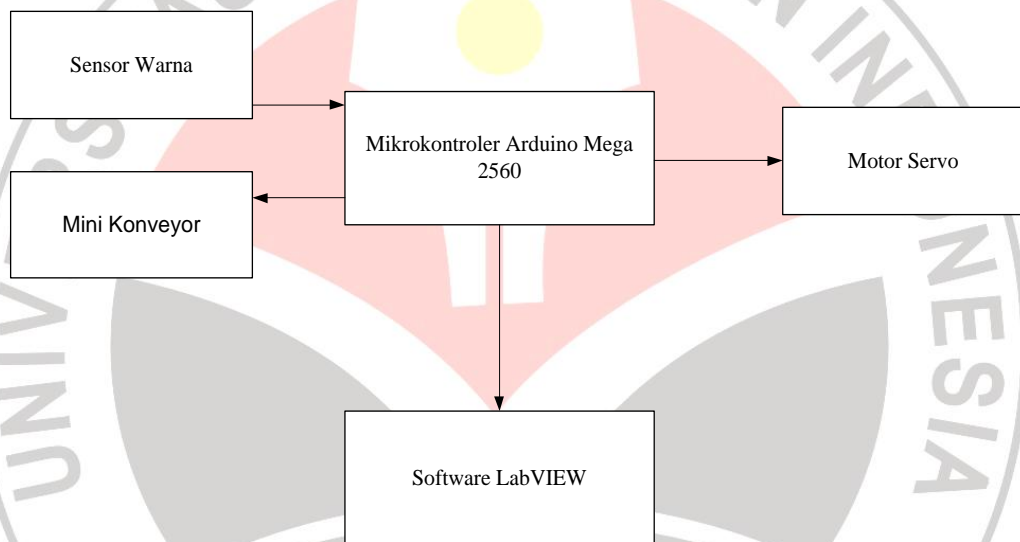 Sensor Warna
Mikrokontroler Arduino Mega
2560
Motor Servo
Mini Konveyor
Software LabVIEW